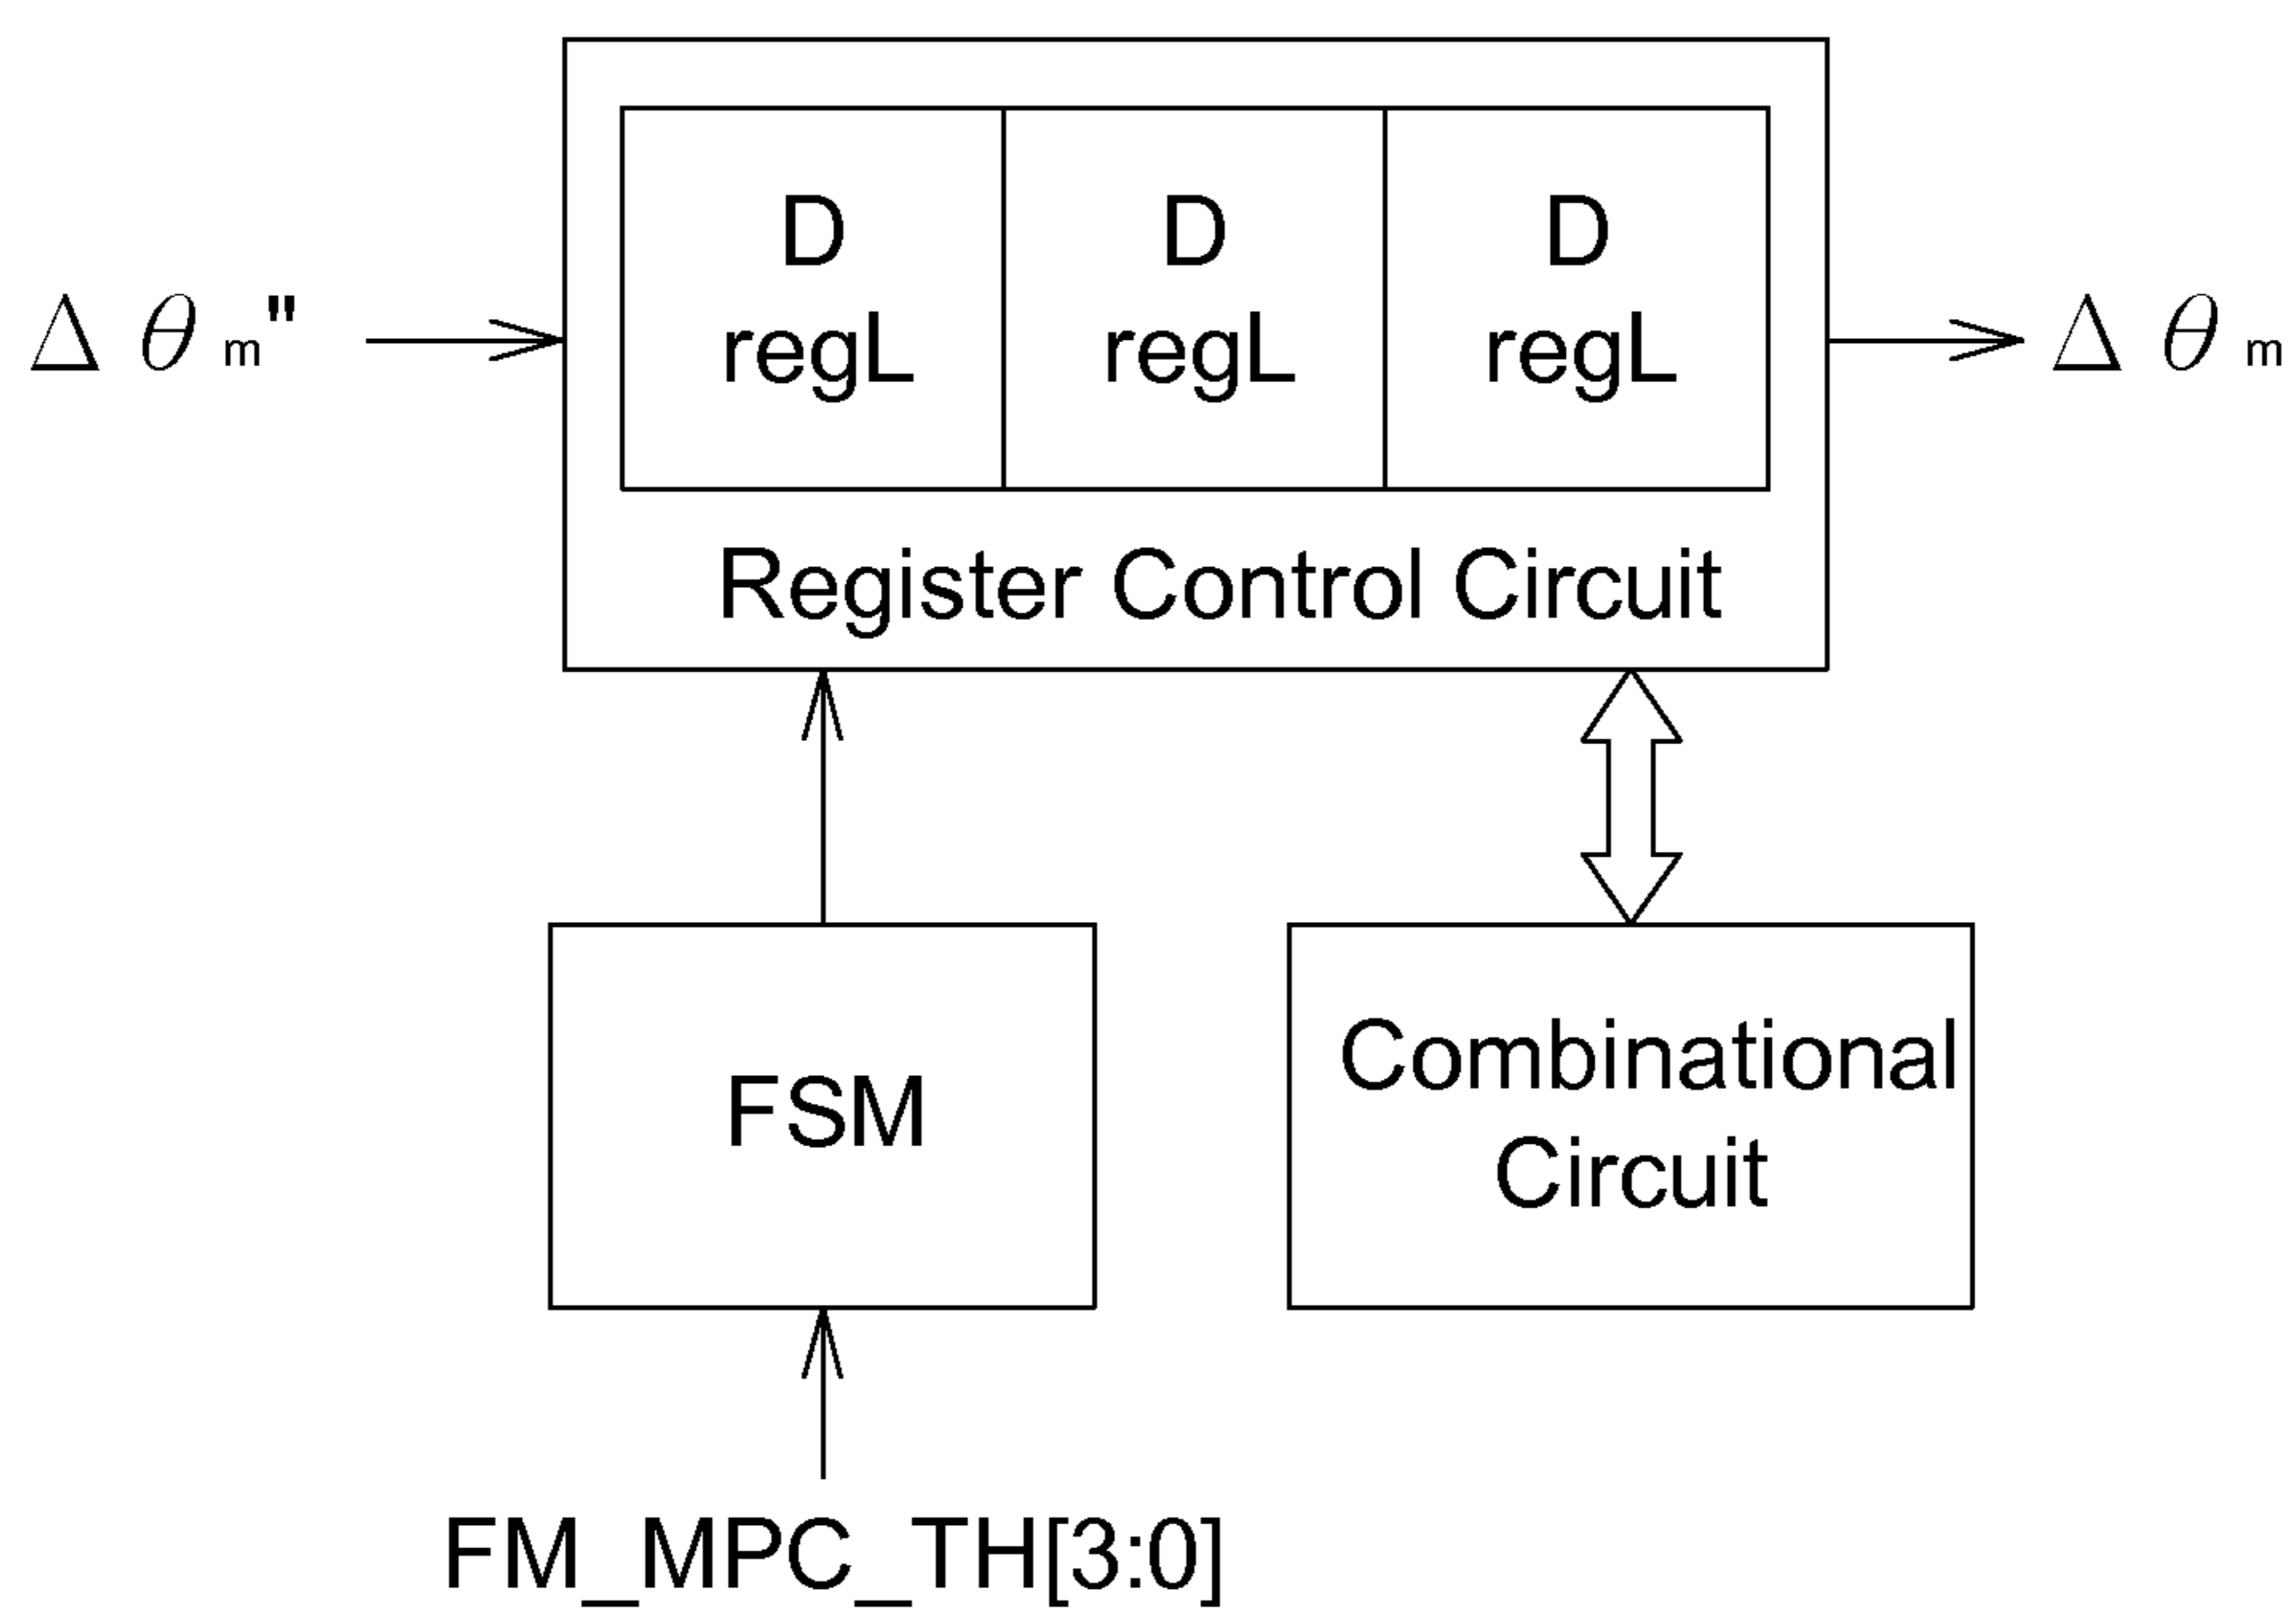 D D D
Δ θ m" regL regL regL Δ θ m
Register Control Circuit
FSM
Combinational
Circuit
FM_MPC_TH[3:0]